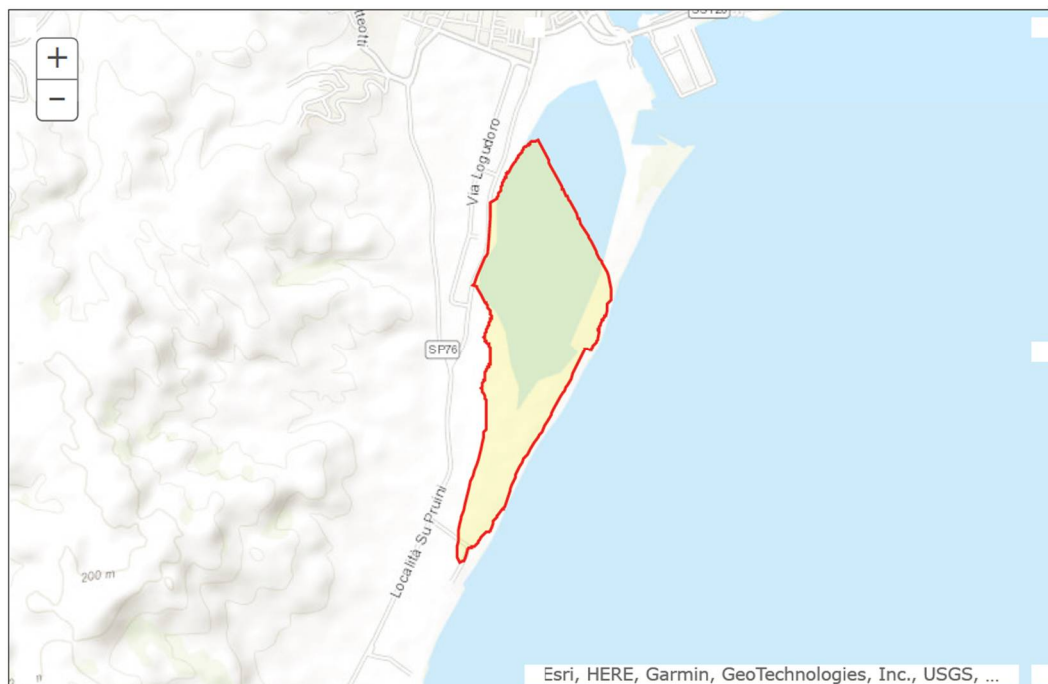 +
−
Via Logudoro
SP76
Località Su Pruini
200 m
Esri, HERE, Garmin, GeoTechnologies, Inc., USGS, ...